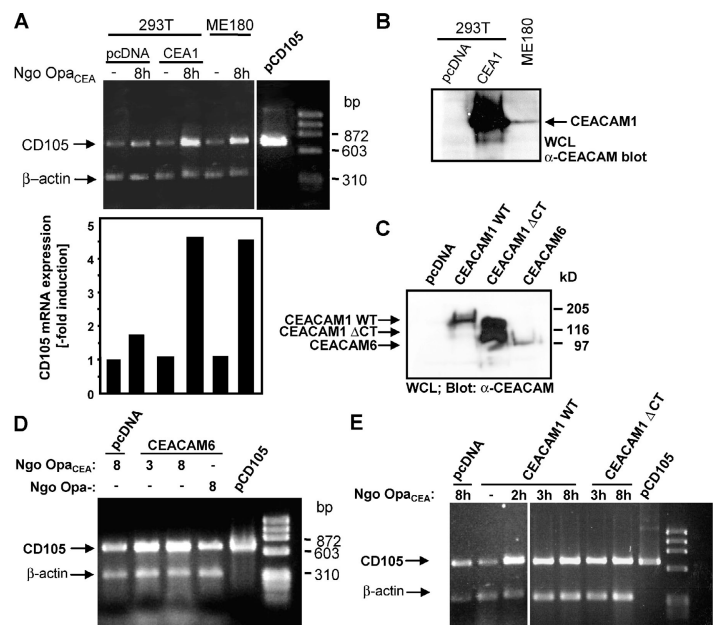 A
293T
ME180
pcDNA
CEA1
pCD105
Ngo OpaCEA
-
8h
-
8h
-
8h
bp
CD105
872
603
β–actin
310
CD105 mRNA expression
[-fold induction]
5
4
3
2
1
0
B
293T
pcDNA
CEA1
ME180
CEACAM1
WCL
α-CEACAM blot
C
pcDNA
CEACAM1 WT
CEACAM1 ΔCT
CEACAM6
kD
CEACAM1 WT
205
CEACAM1 ΔCT
116
CEACAM6
97
WCL; Blot: α-CEACAM
D
pcDNA
CEACAM6
pCD105
Ngo OpaCEA:
8
3
8
-
Ngo Opa-:
-
-
-
8
bp
CD105
872
603
β-actin
310
E
pcDNA
CEACAM1 WT
CEACAM1 ΔCT
pCD105
Ngo OpaCEA:
8h
-
2h
3h
8h
3h
8h
CD105
β-actin